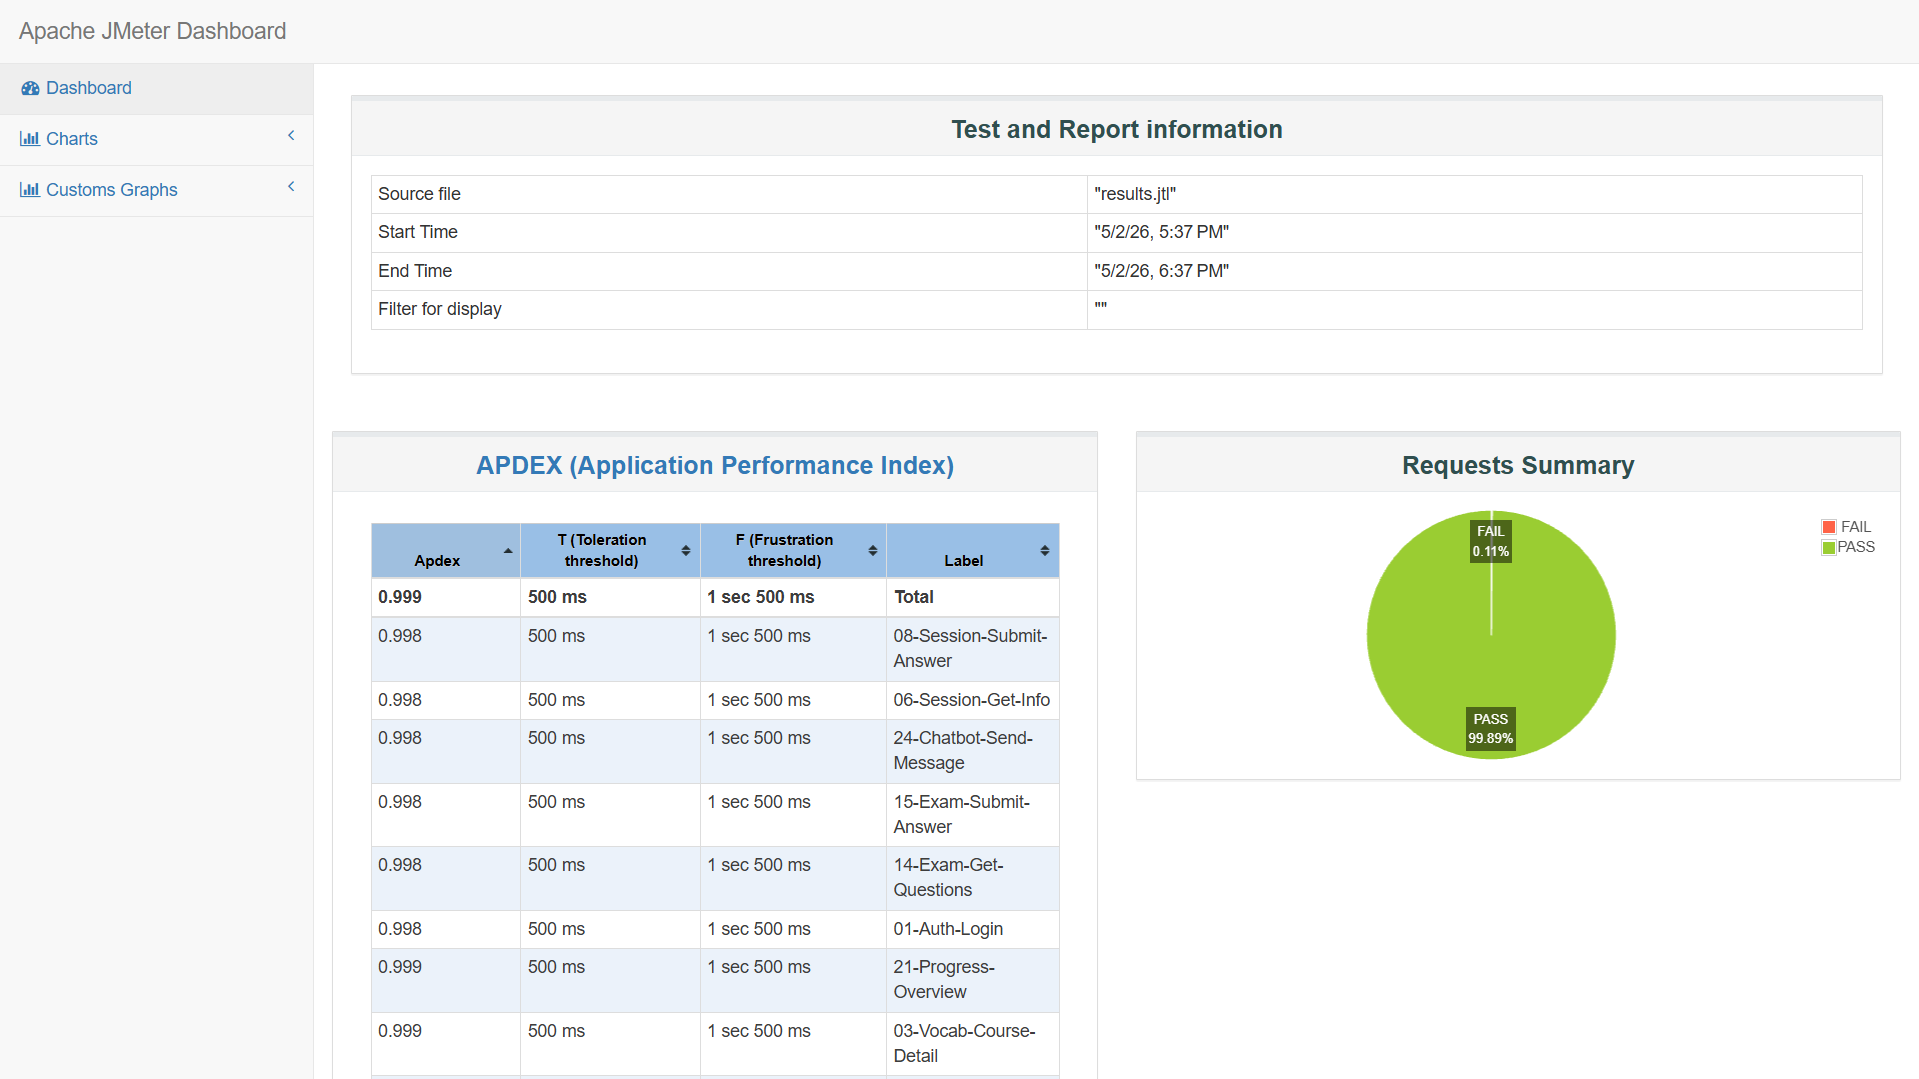 Apache JMeter Dashboard
Dashboard
Charts
Customs Graphs
Test and Report information
Source file "results.jtl"
Start Time "5/2/26, 5:37 PM"
End Time "5/2/26, 6:37 PM"
Filter for display ""
APDEX (Application Performance Index)
Apdex T (Toleration threshold) F (Frustration threshold) Label
0.999 500 ms 1 sec 500 ms Total
0.998 500 ms 1 sec 500 ms 08-Session-Submit-
Answer
0.998 500 ms 1 sec 500 ms 06-Session-Get-Info
0.998 500 ms 1 sec 500 ms 24-Chatbot-Send-
Message
0.998 500 ms 1 sec 500 ms 15-Exam-Submit-
Answer
0.998 500 ms 1 sec 500 ms 14-Exam-Get-
Questions
0.998 500 ms 1 sec 500 ms 01-Auth-Login
0.999 500 ms 1 sec 500 ms 21-Progress-
Overview
0.999 500 ms 1 sec 500 ms 03-Vocab-Course-
Detail
Requests Summary
FAIL
0.11%
PASS
99.89%
FAIL
PASS